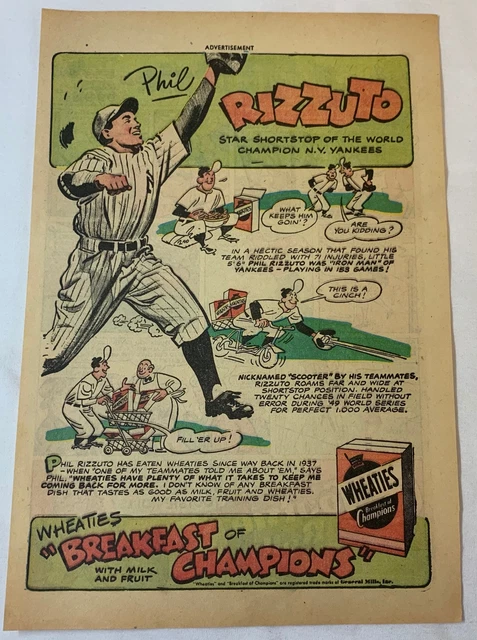 ADVERTISEMENT
Phil
RIZZUTO
STAR SHORTSTOP OF THE WORLD
CHAMPION N.Y. YANKEES
WHAT
KEEPS HIM
GOIN'?
ARE
YOU KIDDING?
IN A HECTIC SEASON THAT FOUND HIS
TEAM RIDDLED WITH 71 INJURIES, LITTLE
5'6" PHIL RIZZUTO WAS "IRON MAN" OF
YANKEES - PLAYING IN 153 GAMES!
THIS IS A
CINCH!
NICKNAMED "SCOOTER" BY HIS TEAMMATES,
RIZZUTO ROAMS FAR AND WIDE AT
SHORTSTOP POSITION. HANDLED
TWENTY CHANCES IN FIELD WITHOUT
ERROR DURING '49 WORLD SERIES
FOR PERFECT 1.000 AVERAGE.
FILL 'ER UP!
PHIL RIZZUTO HAS EATEN WHEATIES SINCE WAY BACK IN 1937
- WHEN "ONE OF MY TEAMMATES TOLD ME ABOUT 'EM," SAYS
PHIL. "WHEATIES HAVE PLENTY OF WHAT IT TAKES TO KEEP ME
COMING BACK FOR MORE. I DON'T KNOW OF ANY BREAKFAST
DISH THAT TASTES AS GOOD AS MILK, FRUIT AND WHEATIES.
MY FAVORITE TRAINING DISH!"
WHEATIES
Breakfast of
Champions
WHEATIES
"BREAKFAST OF
CHAMPIONS"
WITH MILK
AND FRUIT
"Wheaties" and "Breakfast of Champions" are registered trade marks of General Mills, Inc.